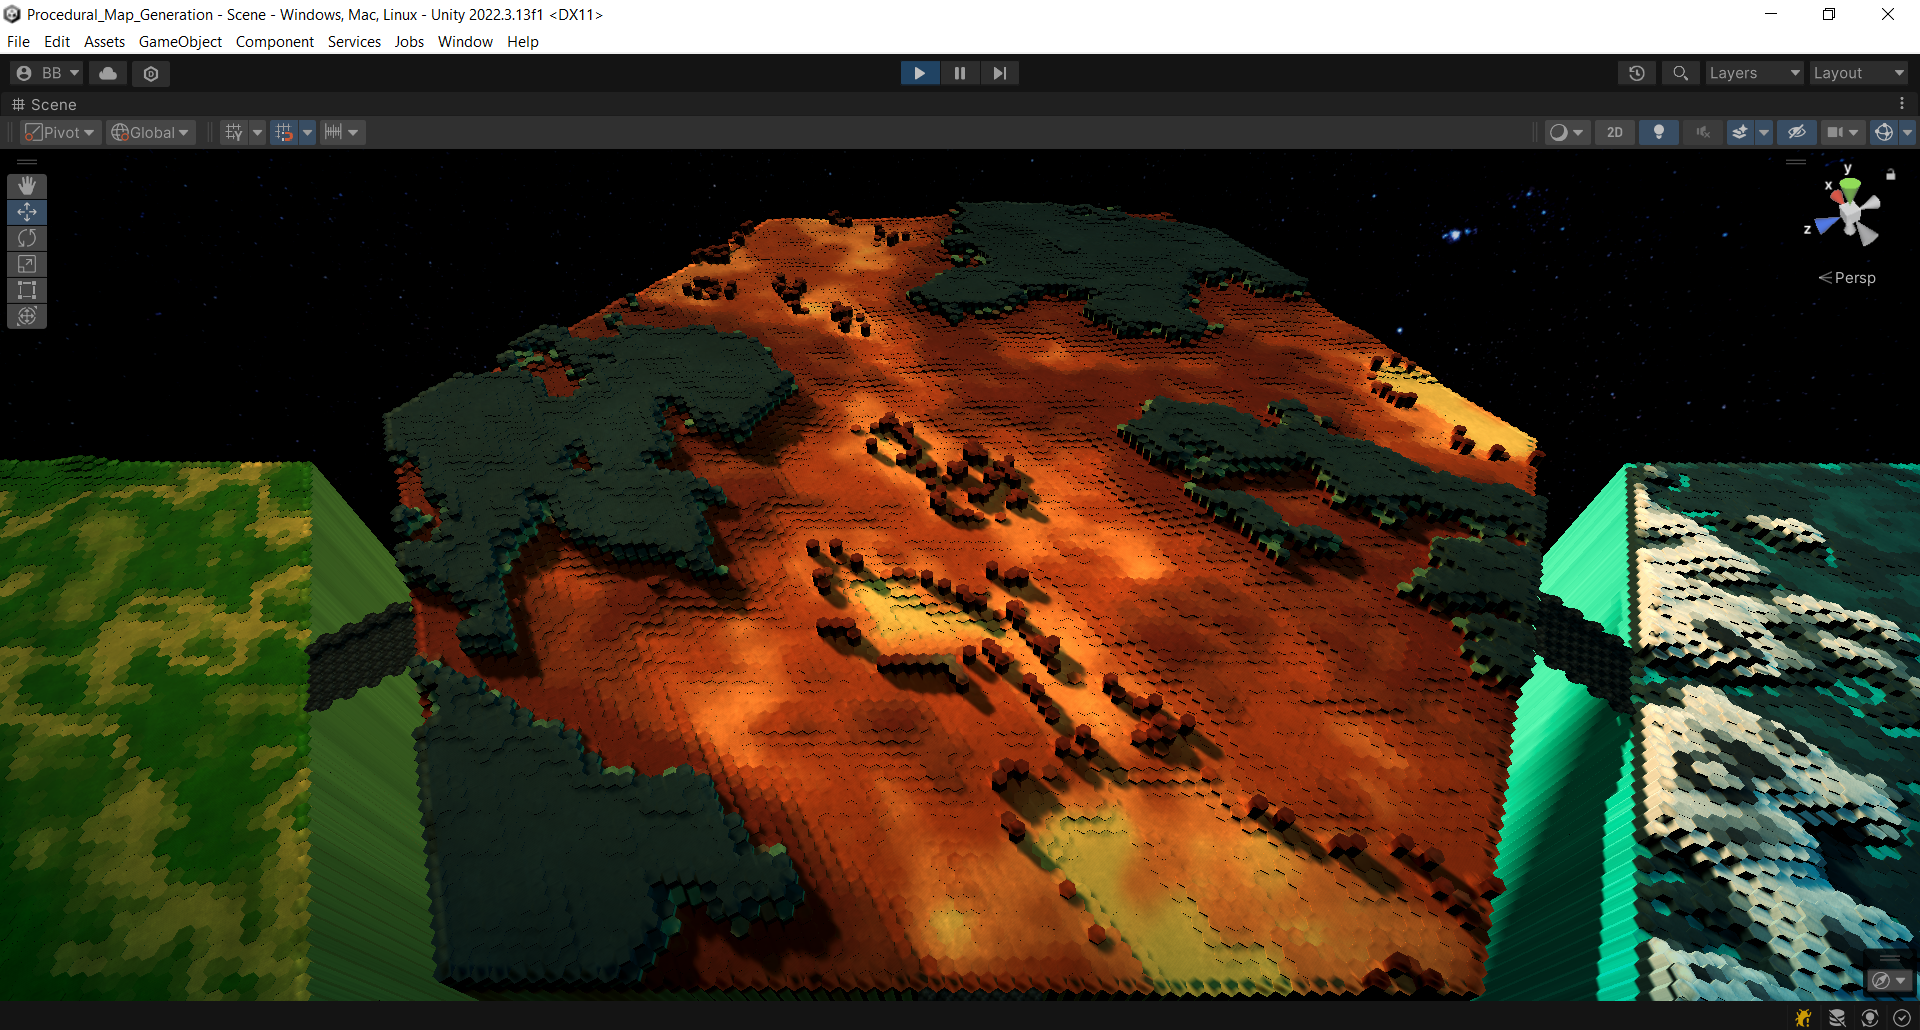 Procedural_Map_Generation - Scene - Windows, Mac, Linux - Unity 2022.3.13f1 <DX11>
File Edit Assets GameObject Component Services Jobs Window Help
BB Layers Layout
Scene
Pivot Global 2D
y
x
z
Persp